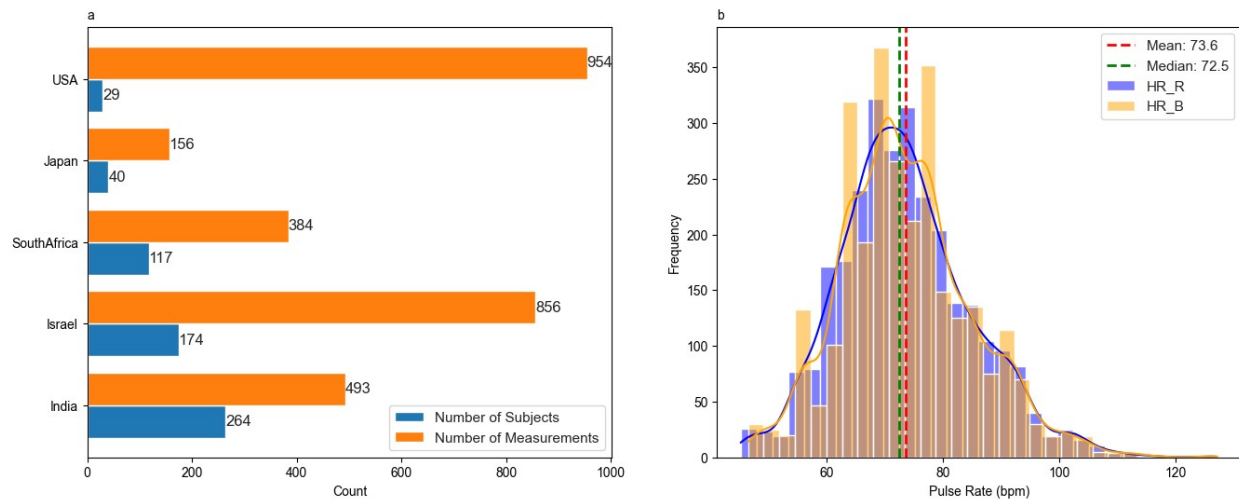 a
USA
954
29
Japan
156
40
SouthAfrica
384
117
Israel
856
174
India
493
264
Number of Subjects
Number of Measurements
0 200 400 600 800 1000
Count
b
Mean: 73.6
Median: 72.5
HR_R
HR_B
350
300
250
200
150
100
50
0
Frequency
60 80 100 120
Pulse Rate (bpm)